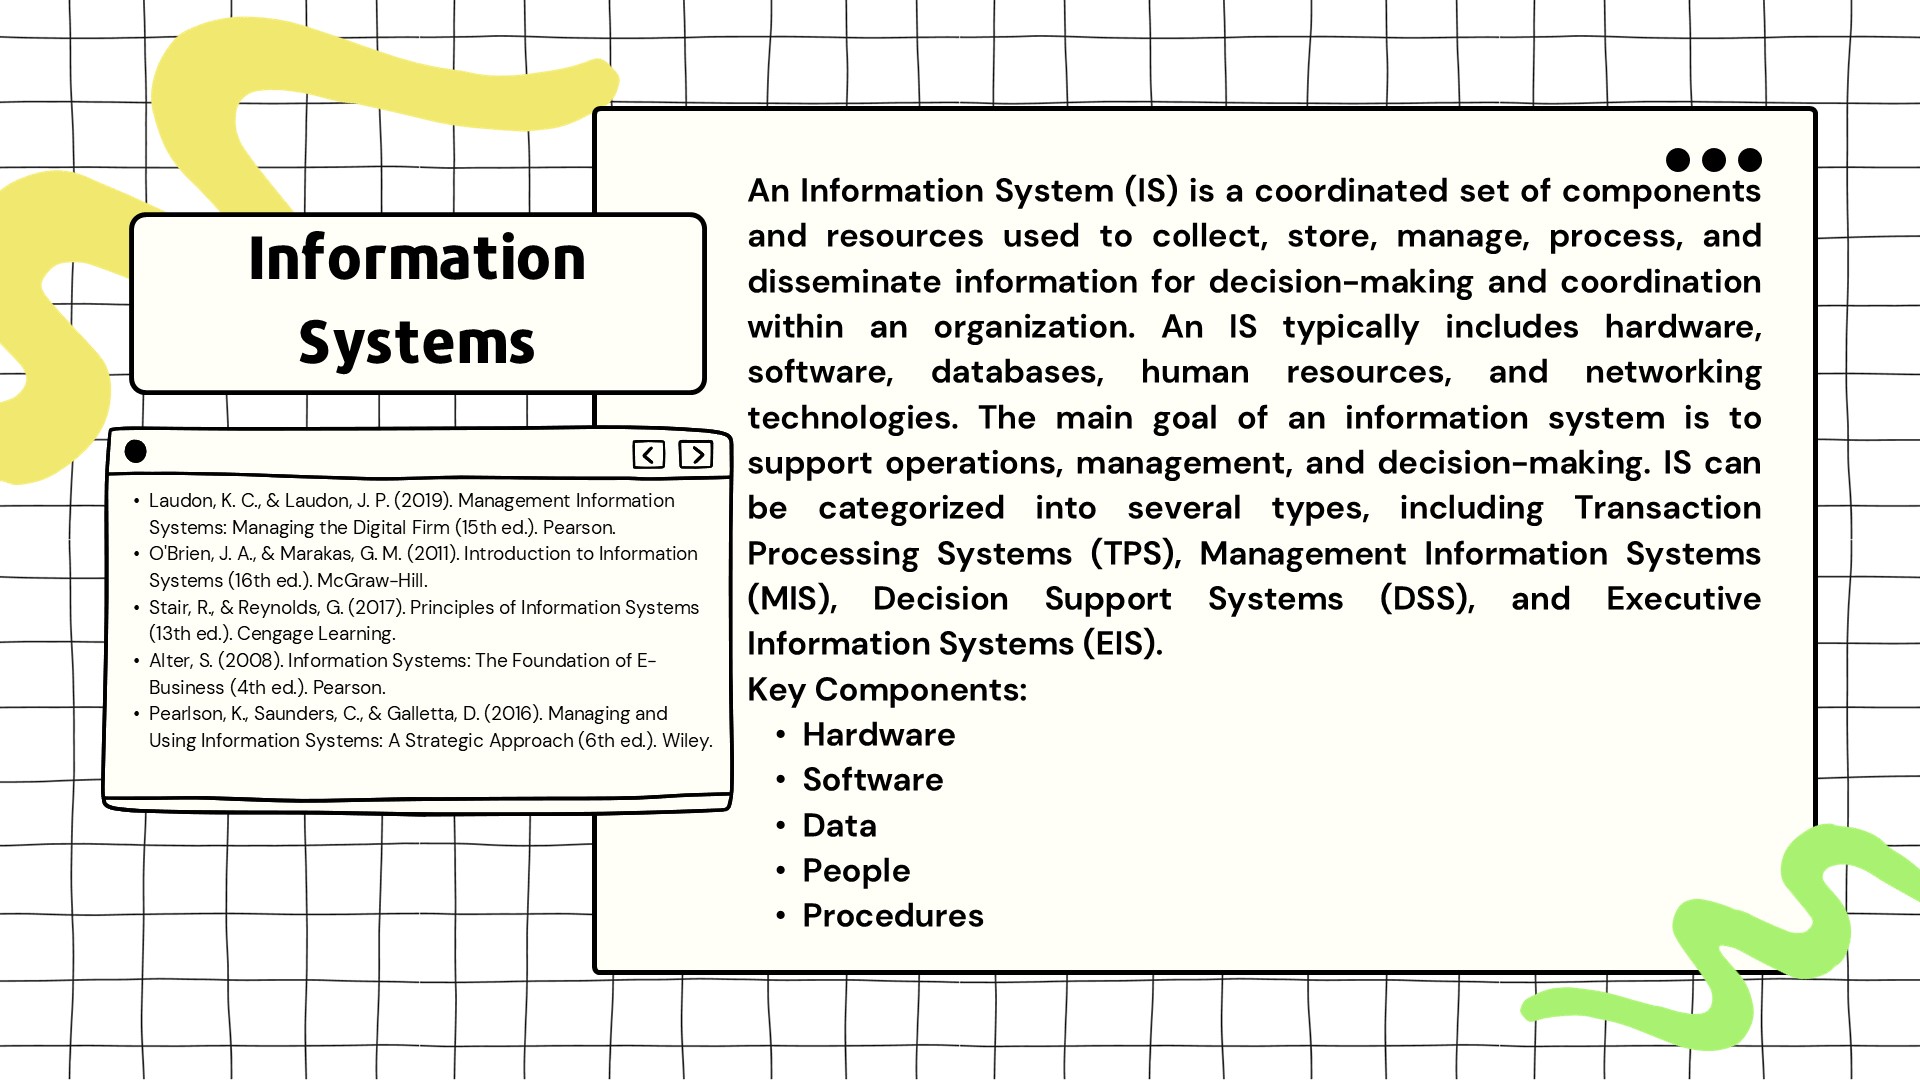 Information
Systems
• Laudon, K. C., & Laudon, J. P. (2019). Management Information
Systems: Managing the Digital Firm (15th ed.). Pearson.
• O'Brien, J. A., & Marakas, G. M. (2011). Introduction to Information
Systems (16th ed.). McGraw-Hill.
• Stair, R., & Reynolds, G. (2017). Principles of Information Systems
(13th ed.). Cengage Learning.
• Alter, S. (2008). Information Systems: The Foundation of E-
Business (4th ed.). Pearson.
• Pearlson, K., Saunders, C., & Galletta, D. (2016). Managing and
Using Information Systems: A Strategic Approach (6th ed.). Wiley.
An Information System (IS) is a coordinated set of components
and resources used to collect, store, manage, process, and
disseminate information for decision-making and coordination
within an organization. An IS typically includes hardware,
software, databases, human resources, and networking
technologies. The main goal of an information system is to
support operations, management, and decision-making. IS can
be categorized into several types, including Transaction
Processing Systems (TPS), Management Information Systems
(MIS), Decision Support Systems (DSS), and Executive
Information Systems (EIS).
Key Components:
• Hardware
• Software
• Data
• People
• Procedures